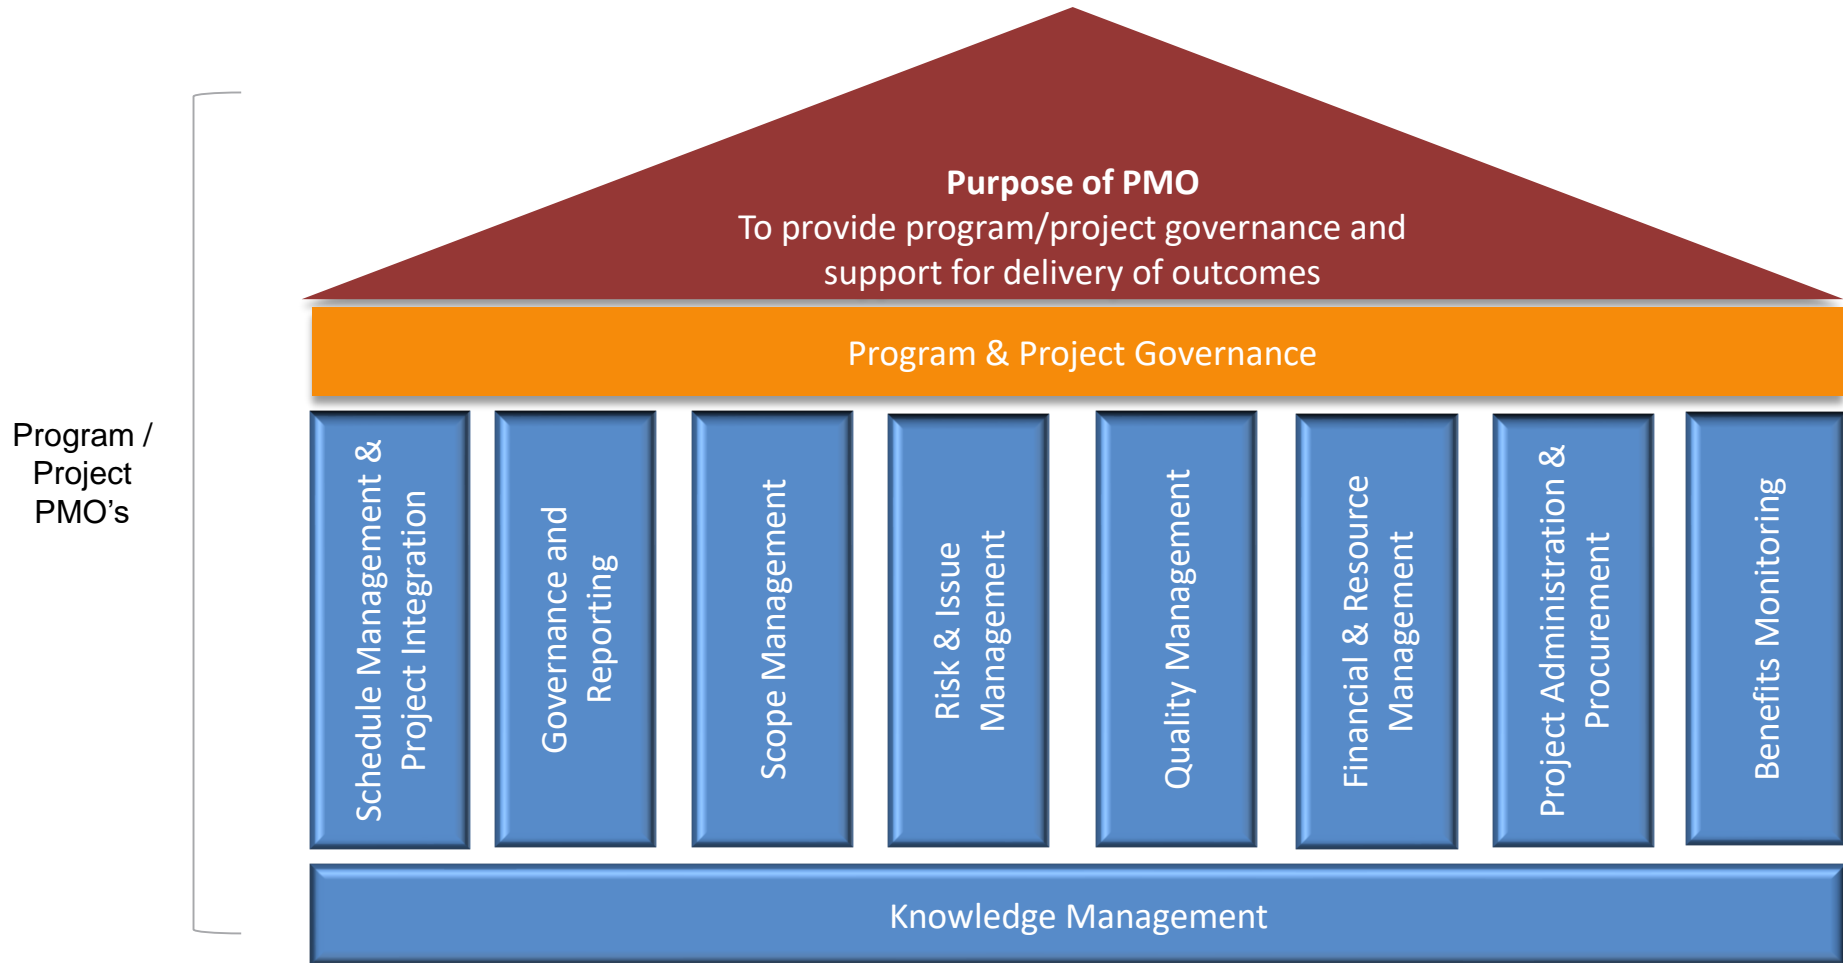 Purpose of PMO
To provide program/project governance and
support for delivery of outcomes
Program & Project Governance
Program /
Project
PMO’s
Schedule Management &
Project Integration
Governance and
Reporting
Scope Management
Risk & Issue
Management
Quality Management
Financial & Resource
Management
Project Administration &
Procurement
Benefits Monitoring
Knowledge Management